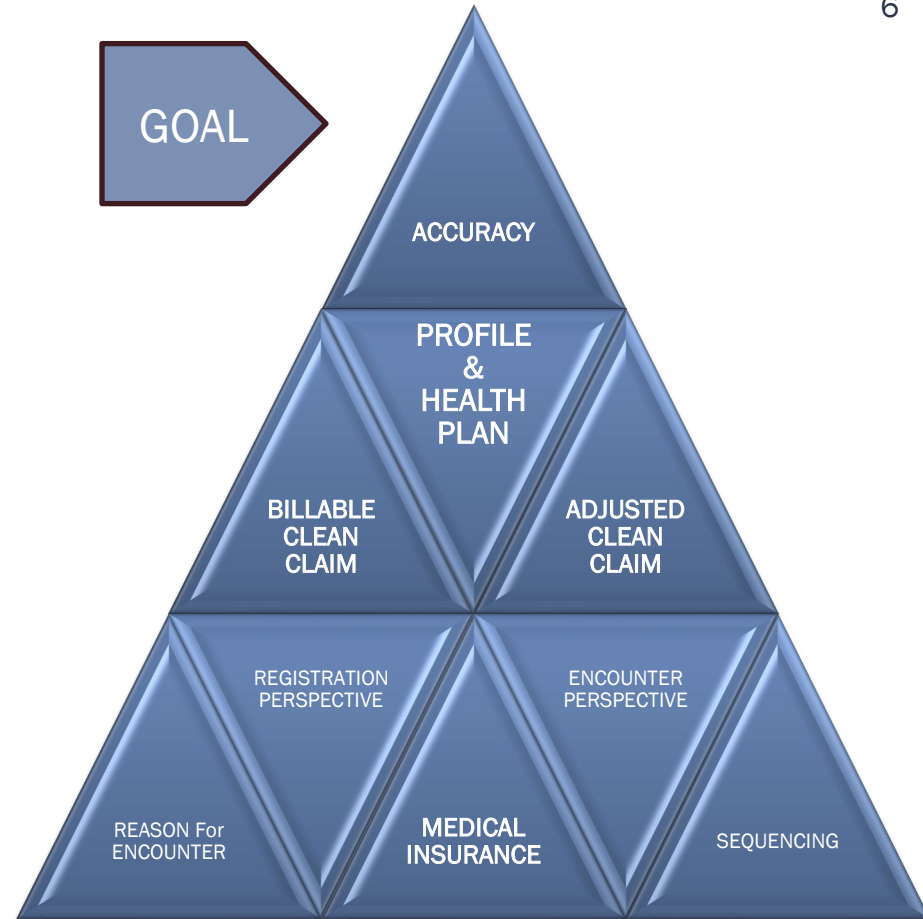 6
GOAL
ACCURACY
PROFILE
&
HEALTH
PLAN
BILLABLE
CLEAN
CLAIM
ADJUSTED
CLEAN
CLAIM
REGISTRATION
PERSPECTIVE
ENCOUNTER
PERSPECTIVE
REASON For
ENCOUNTER
MEDICAL
INSURANCE
SEQUENCING